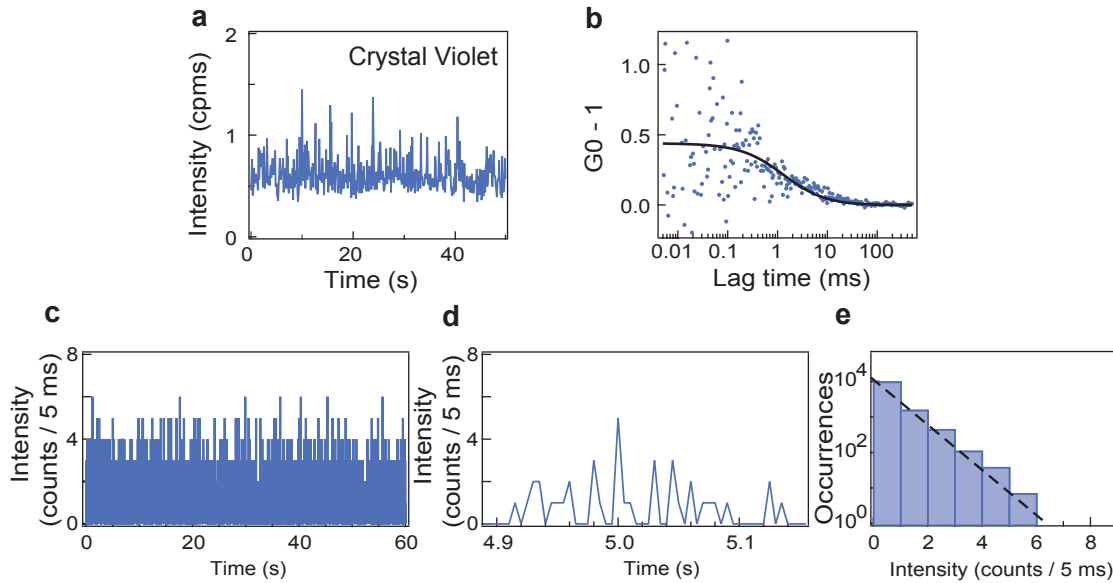 a
2
1
0
Intensity (cpms)
Crystal Violet
0
20
40
Time (s)
b
1.0
0.5
0.0
G0 - 1
0.01
0.1
1
10
100
Lag time (ms)
c
8
4
0
Intensity
(counts / 5 ms)
0
20
40
60
Time (s)
d
8
4
0
Intensity
(counts / 5 ms)
4.9
5.0
5.1
Time (s)
e
10^4
10^2
10^0
Occurrences
0
2
4
6
8
Intensity (counts / 5 ms)